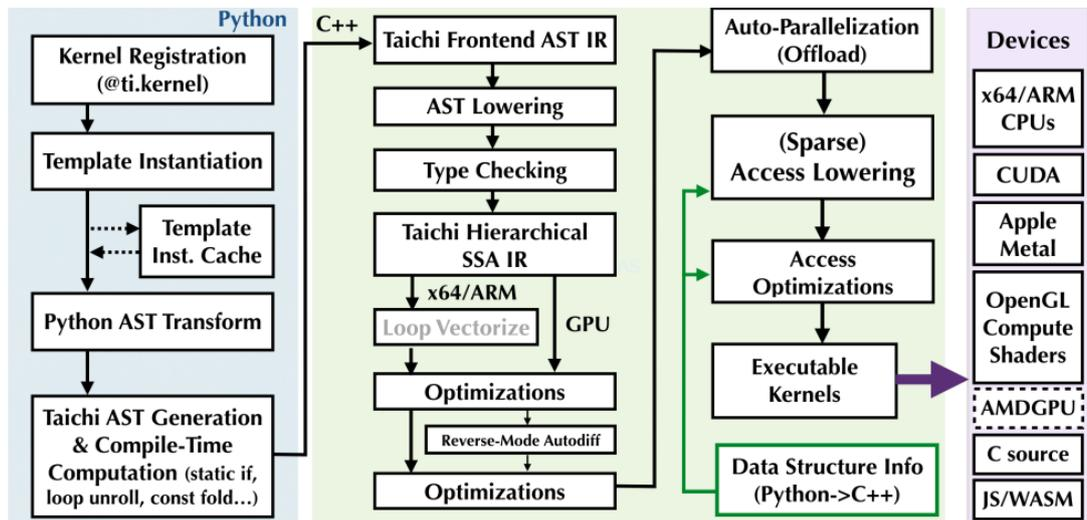 Python
Kernel Registration
(@ti.kernel)
Template Instantiation
Template
Inst. Cache
Python AST Transform
Taichi AST Generation
& Compile-Time
Computation (static if,
loop unroll, const fold...)
C++
Taichi Frontend AST IR
AST Lowering
Type Checking
Taichi Hierarchical
SSA IR
x64/ARM
Loop Vectorize
GPU
Optimizations
Reverse-Mode Autodiff
Optimizations
Auto-Parallelization
(Offload)
(Sparse)
Access Lowering
Access
Optimizations
Executable
Kernels
Data Structure Info
(Python->C++)
Devices
x64/ARM
CPUs
CUDA
Apple
Metal
OpenGL
Compute
Shaders
AMDGPU
C source
JS/WASM